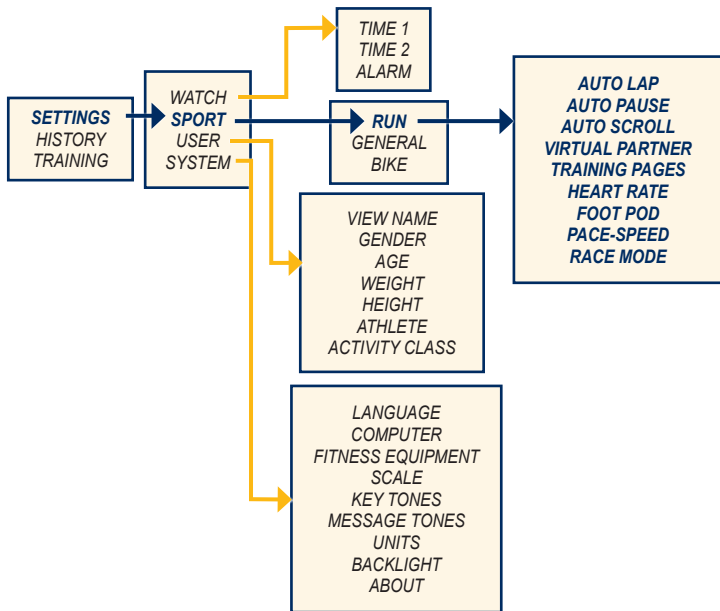 SETTINGS
HISTORY
TRAINING
WATCH
SPORT
USER
SYSTEM
TIME 1
TIME 2
ALARM
RUN
GENERAL
BIKE
AUTO LAP
AUTO PAUSE
AUTO SCROLL
VIRTUAL PARTNER
TRAINING PAGES
HEART RATE
FOOT POD
PACE-SPEED
RACE MODE
VIEW NAME
GENDER
AGE
WEIGHT
HEIGHT
ATHLETE
ACTIVITY CLASS
LANGUAGE
COMPUTER
FITNESS EQUIPMENT
SCALE
KEY TONES
MESSAGE TONES
UNITS
BACKLIGHT
ABOUT